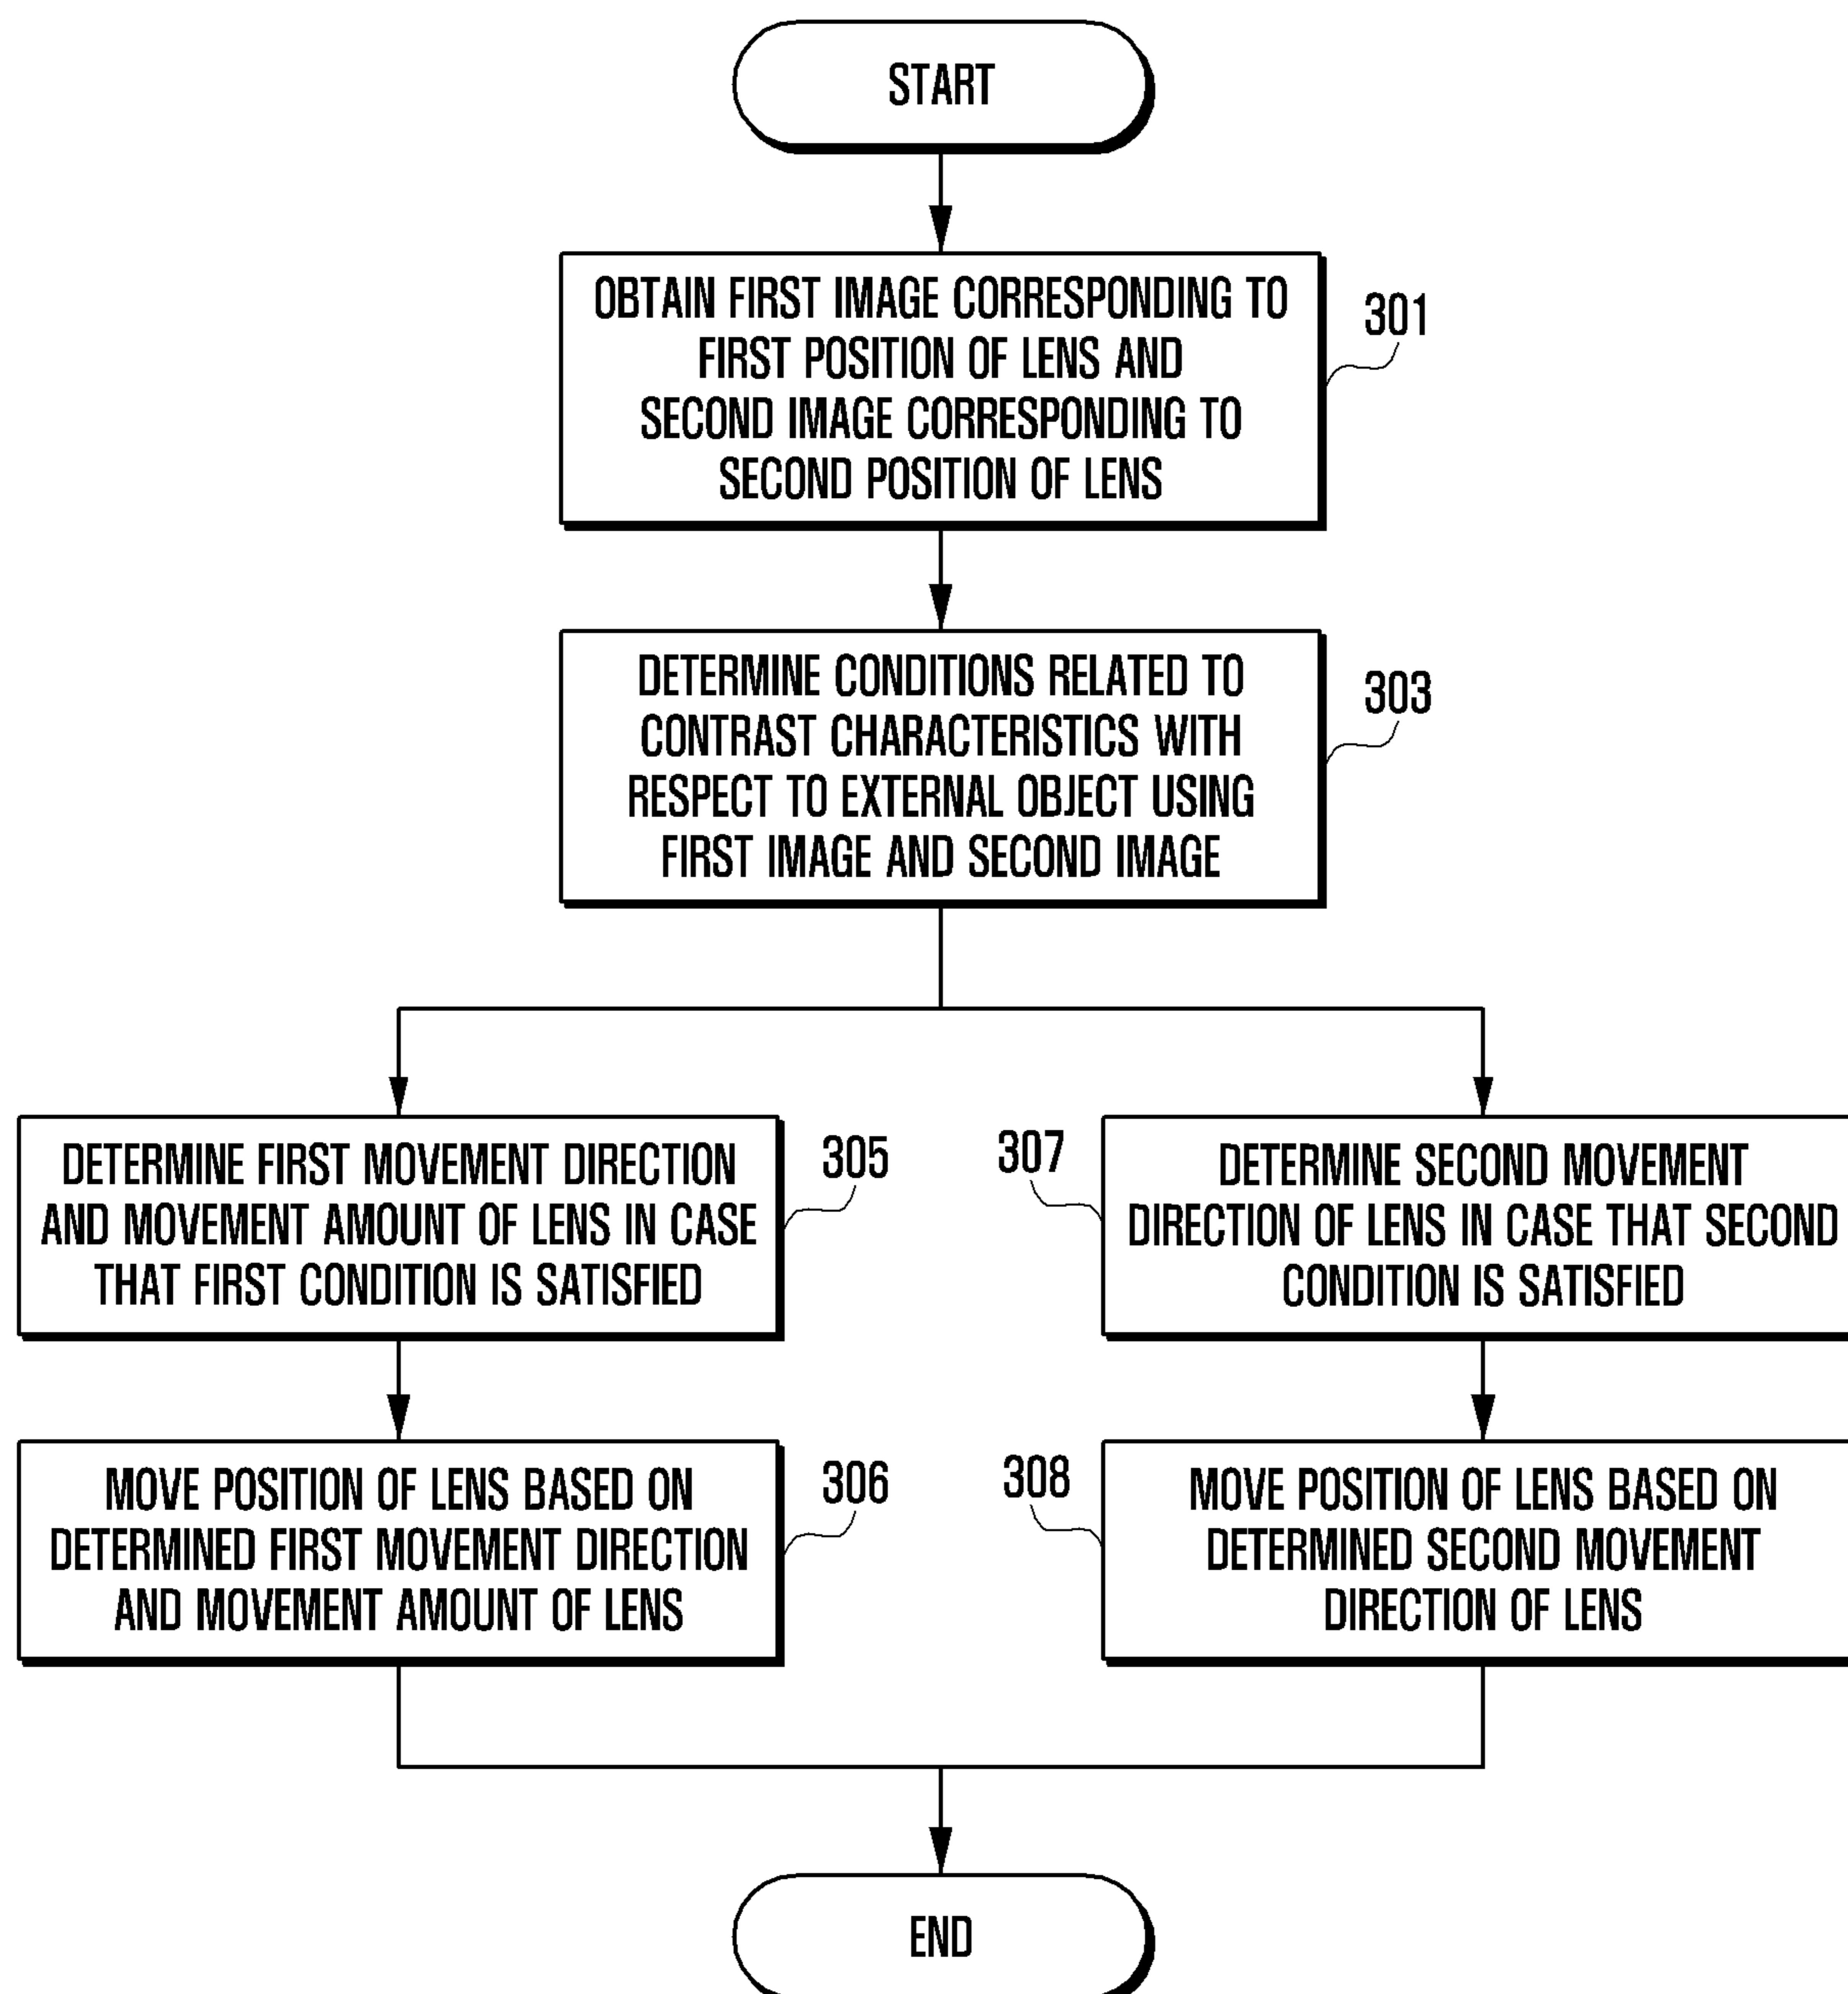 START
OBTAIN FIRST IMAGE CORRESPONDING TO
FIRST POSITION OF LENS AND
SECOND IMAGE CORRESPONDING TO
SECOND POSITION OF LENS
301
DETERMINE CONDITIONS RELATED TO
CONTRAST CHARACTERISTICS WITH
RESPECT TO EXTERNAL OBJECT USING
FIRST IMAGE AND SECOND IMAGE
303
DETERMINE FIRST MOVEMENT DIRECTION
AND MOVEMENT AMOUNT OF LENS IN CASE
THAT FIRST CONDITION IS SATISFIED
305
307
DETERMINE SECOND MOVEMENT
DIRECTION OF LENS IN CASE THAT SECOND
CONDITION IS SATISFIED
MOVE POSITION OF LENS BASED ON
DETERMINED FIRST MOVEMENT DIRECTION
AND MOVEMENT AMOUNT OF LENS
306
308
MOVE POSITION OF LENS BASED ON
DETERMINED SECOND MOVEMENT
DIRECTION OF LENS
END